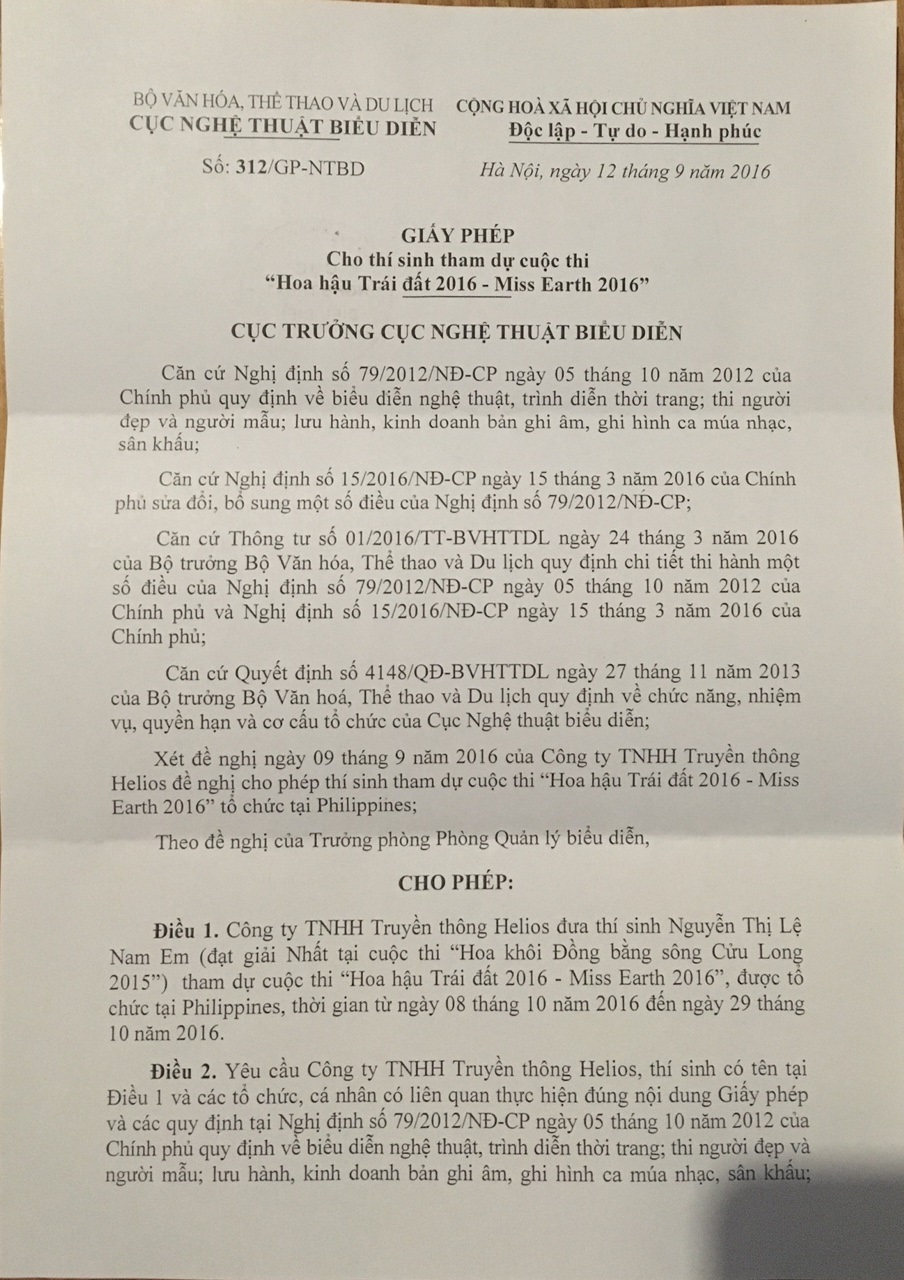 BỘ VĂN HÓA, THỂ THAO VÀ DU LỊCH
CỤC NGHỆ THUẬT BIỂU DIỄN
Số: 312/GP-NTBD
CỘNG HOÀ XÃ HỘI CHỦ NGHĨA VIỆT NAM
Độc lập - Tự do - Hạnh phúc
Hà Nội, ngày 12 tháng 9 năm 2016
GIẤY PHÉP
Cho thí sinh tham dự cuộc thi
“Hoa hậu Trái đất 2016 - Miss Earth 2016”
CỤC TRƯỞNG CỤC NGHỆ THUẬT BIỂU DIỄN
Căn cứ Nghị định số 79/2012/NĐ-CP ngày 05 tháng 10 năm 2012 của
Chính phủ quy định về biểu diễn nghệ thuật, trình diễn thời trang; thi người
đẹp và người mẫu; lưu hành, kinh doanh bản ghi âm, ghi hình ca múa nhạc,
sân khấu;
Căn cứ Nghị định số 15/2016/NĐ-CP ngày 15 tháng 3 năm 2016 của Chính
phủ sửa đổi, bổ sung một số điều của Nghị định số 79/2012/NĐ-CP;
Căn cứ Thông tư số 01/2016/TT-BVHTTDL ngày 24 tháng 3 năm 2016
của Bộ trưởng Bộ Văn hóa, Thể thao và Du lịch quy định chi tiết thi hành một
số điều của Nghị định số 79/2012/NĐ-CP ngày 05 tháng 10 năm 2012 của
Chính phủ và Nghị định số 15/2016/NĐ-CP ngày 15 tháng 3 năm 2016 của
Chính phủ;
Căn cứ Quyết định số 4148/QĐ-BVHTTDL ngày 27 tháng 11 năm 2013
của Bộ trưởng Bộ Văn hoá, Thể thao và Du lịch quy định về chức năng, nhiệm
vụ, quyền hạn và cơ cấu tổ chức của Cục Nghệ thuật biểu diễn;
Xét đề nghị ngày 09 tháng 9 năm 2016 của Công ty TNHH Truyền thông
Helios đề nghị cho phép thí sinh tham dự cuộc thi “Hoa hậu Trái đất 2016 - Miss
Earth 2016” tổ chức tại Philippines;
Theo đề nghị của Trưởng phòng Phòng Quản lý biểu diễn,
CHO PHÉP:
Điều 1. Công ty TNHH Truyền thông Helios đưa thí sinh Nguyễn Thị Lệ
Nam Em (đạt giải Nhất tại cuộc thi “Hoa khôi Đồng bằng sông Cửu Long
2015”) tham dự cuộc thi “Hoa hậu Trái đất 2016 - Miss Earth 2016”, được tổ
chức tại Philippines, thời gian từ ngày 08 tháng 10 năm 2016 đến ngày 29 tháng
10 năm 2016.
Điều 2. Yêu cầu Công ty TNHH Truyền thông Helios, thí sinh có tên tại
Điều 1 và các tổ chức, cá nhân có liên quan thực hiện đúng nội dung Giấy phép
và các quy định tại Nghị định số 79/2012/NĐ-CP ngày 05 tháng 10 năm 2012 của
Chính phủ quy định về biểu diễn nghệ thuật, trình diễn thời trang; thi người đẹp và
người mẫu; lưu hành, kinh doanh bản ghi âm, ghi hình ca múa nhạc, sân khấu;